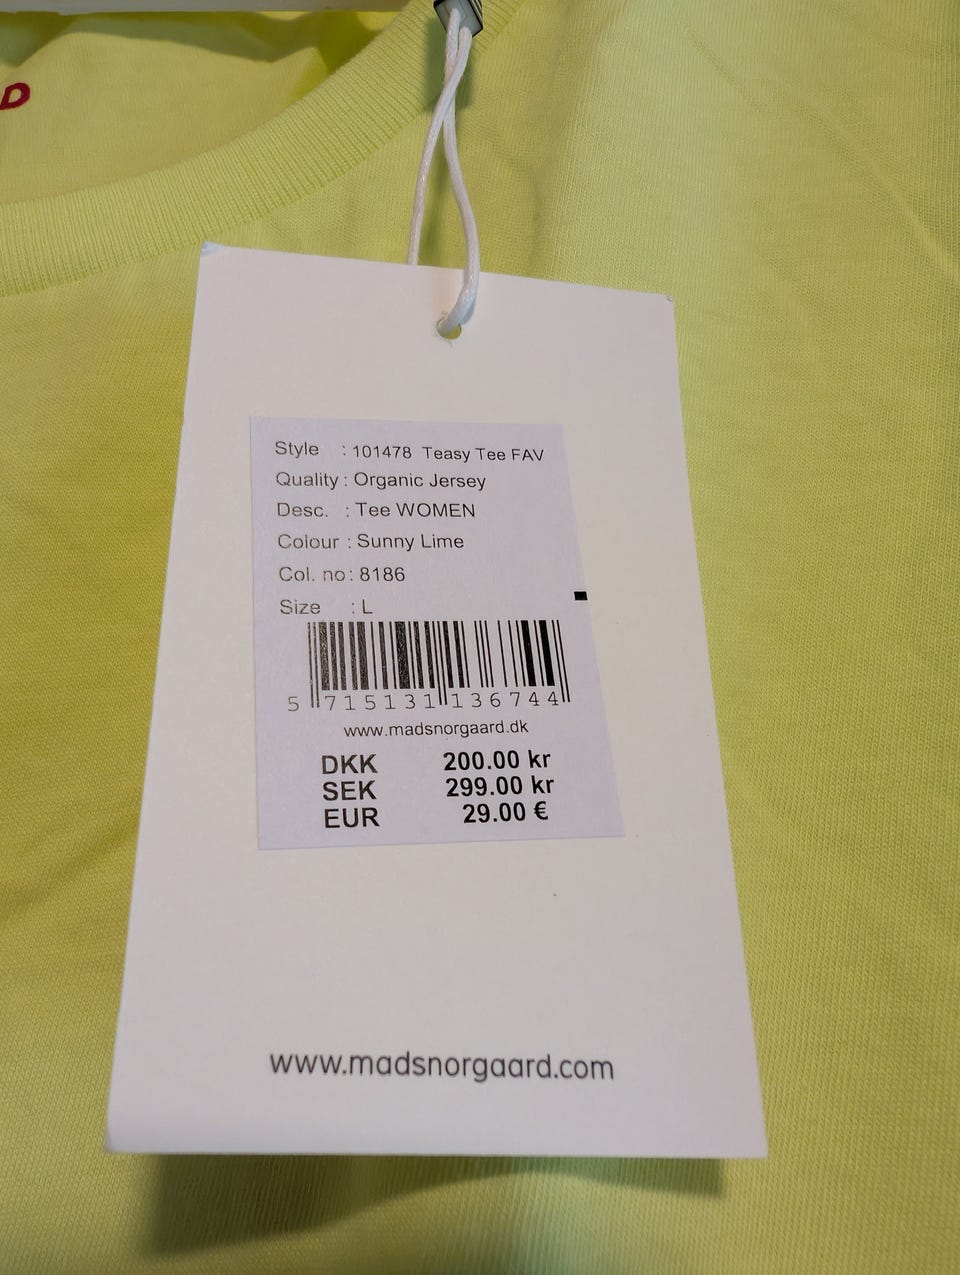 D
Style : 101478 Teasy Tee FAV
Quality : Organic Jersey
Desc. : Tee WOMEN
Colour : Sunny Lime
Col. no : 8186
Size : L
5 715131 136744
www.madsnorgaard.dk
DKK 200.00 kr
SEK 299.00 kr
EUR 29.00 €
www.madsnorgaard.com